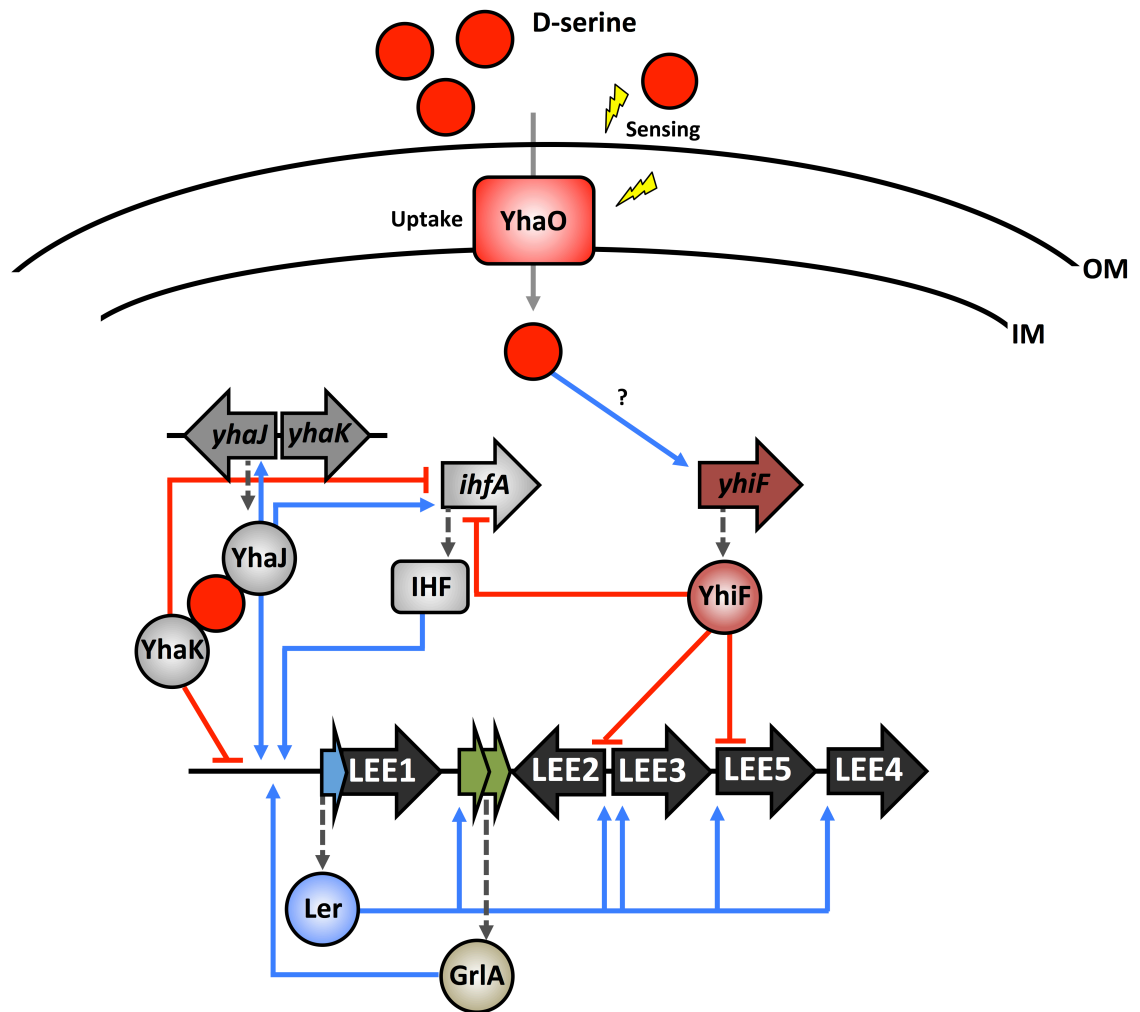 D-serine
Sensing
Uptake
YhaO
OM
IM
?
yhaJ
yhaK
ihfA
yhiF
YhaJ
IHF
YhiF
YhaK
LEE1
LEE2
LEE3
LEE5
LEE4
Ler
GrlA